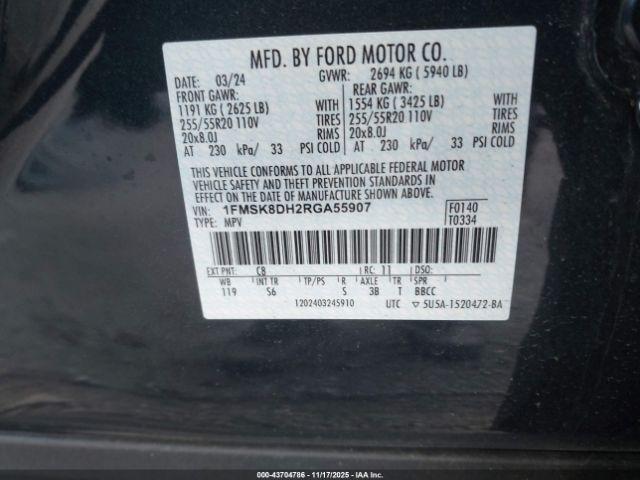 MFD. BY FORD MOTOR CO.
DATE: 03/24 GVWR: 2694 KG ( 5940 LB)
FRONT GAWR: REAR GAWR:
1191 KG ( 2625 LB) WITH 1554 KG ( 3425 LB) WITH
255/55R20 110V TIRES 255/55R20 110V TIRES
20x8.0J RIMS 20x8.0J RIMS
AT 230 kPa/ 33 PSI COLD AT 230 kPa/ 33 PSI COLD
THIS VEHICLE CONFORMS TO ALL APPLICABLE FEDERAL MOTOR
VEHICLE SAFETY AND THEFT PREVENTION STANDARDS IN
EFFECT ON THE DATE OF MANUFACTURE SHOWN ABOVE.
VIN: 1FMSK8DH2RGA55907 F0140
TYPE: MPV T0334
EXT PNT: C8 RC: 11 DSO:
WB INT TR TP/PS R AXLE TR SPR
119 S6 S 3B T BBCC
1202403245910 UTC ▽ 5U5A-1520472-BA
000-43704786 11/17/2025 IAAI.COM